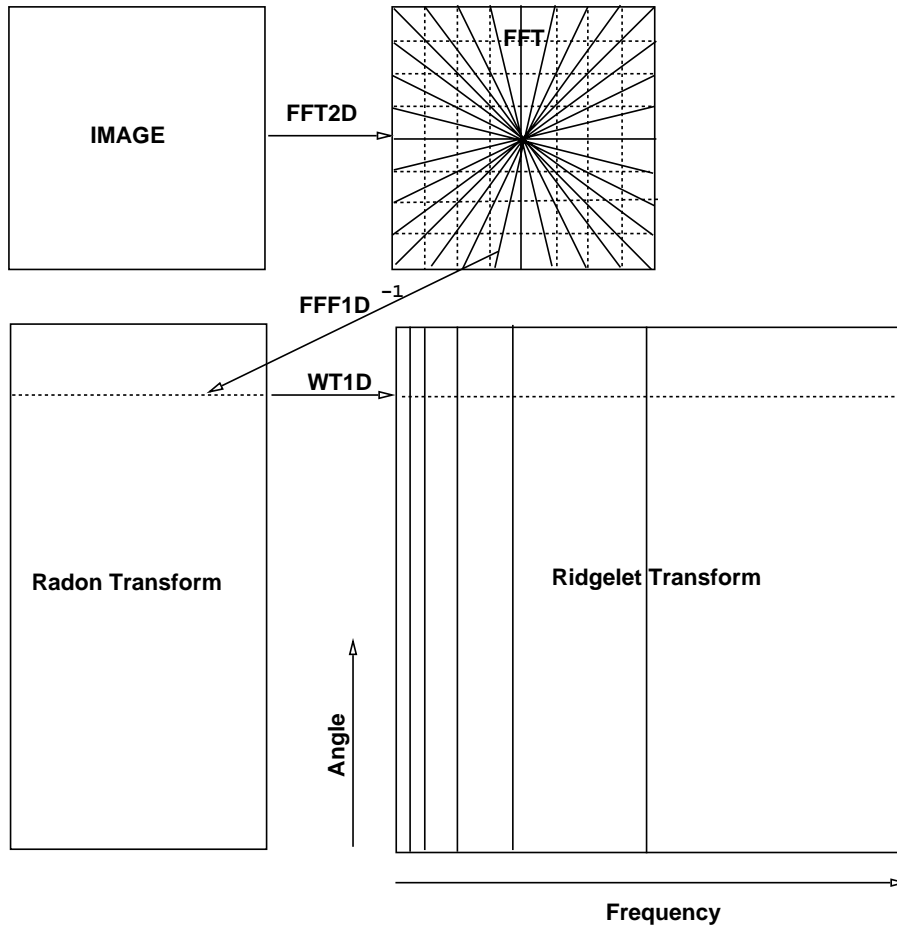 FFT
IMAGE
FFT2D
FFF1D −1
WT1D
Radon Transform
Ridgelet Transform
Angle
Frequency